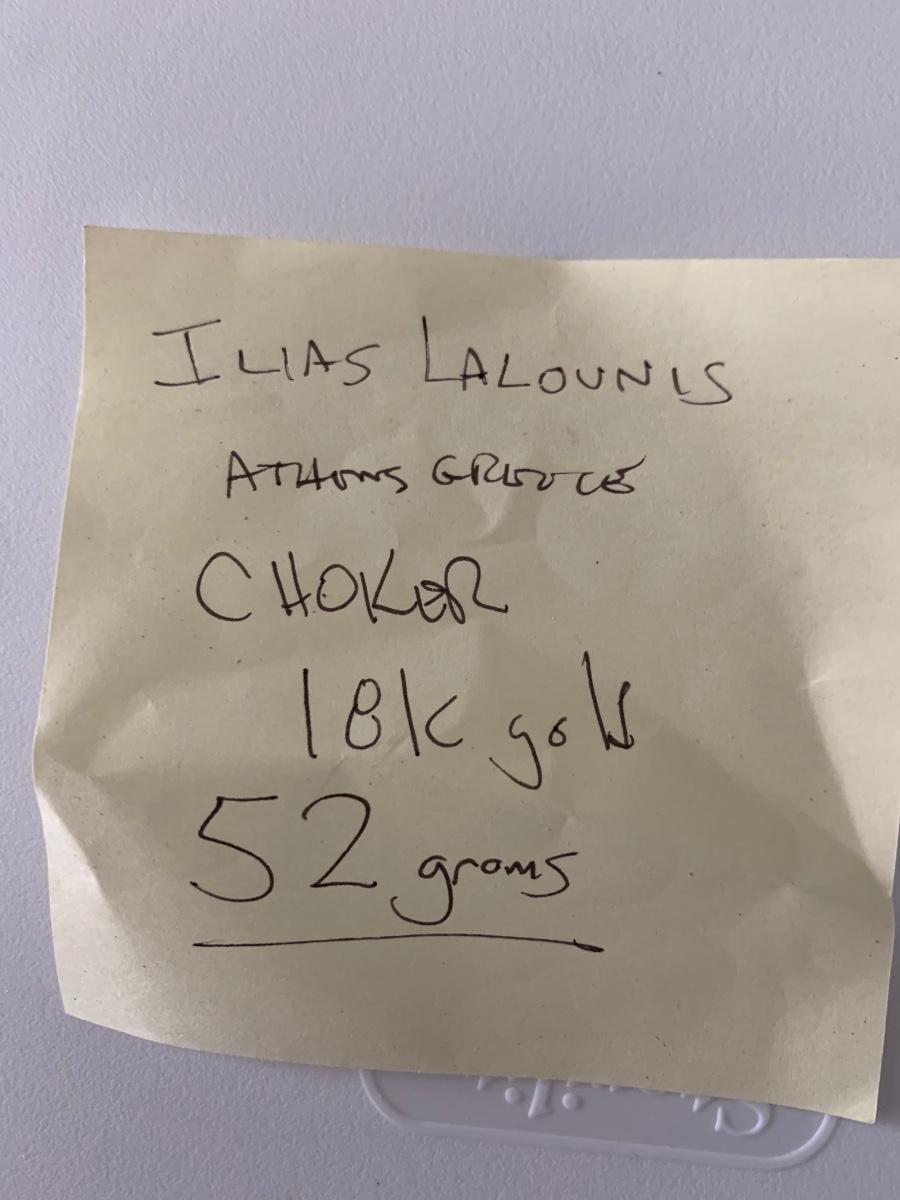 ILIAS LALOUNIS
ATHENS GREECE
CHOKER
18k gold
52 grams